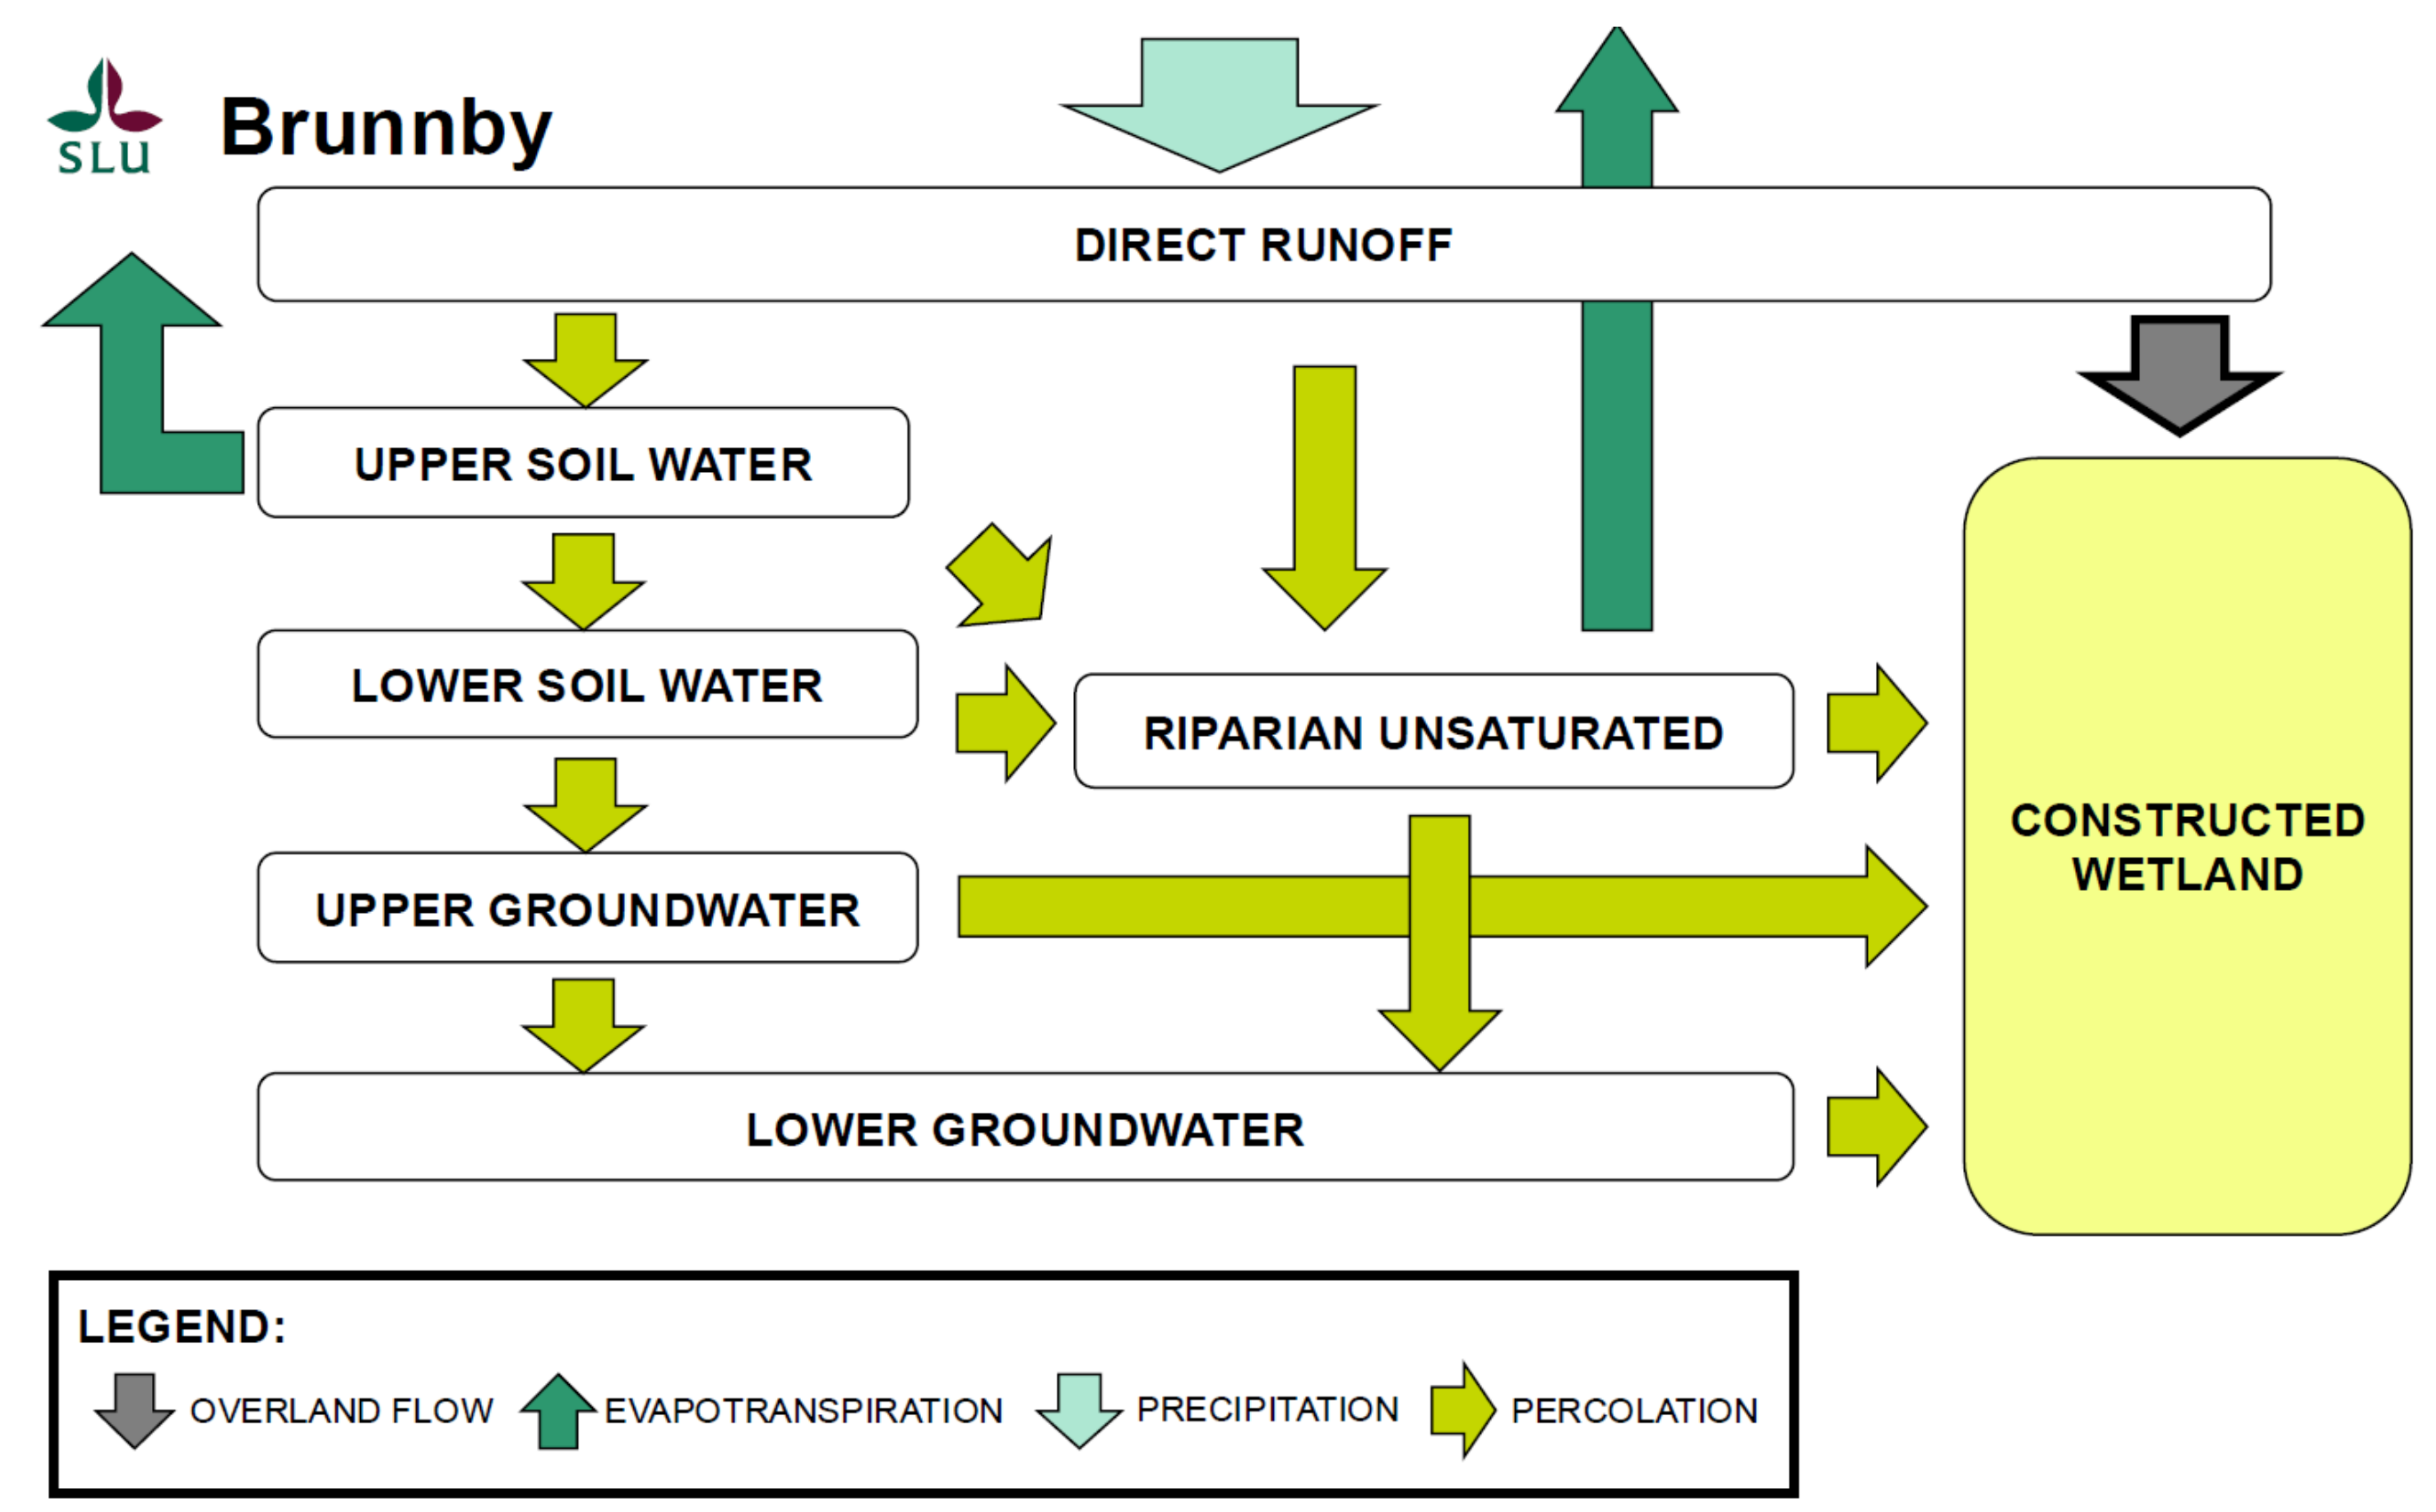 SLU
Brunnby
DIRECT RUNOFF
UPPER SOIL WATER
LOWER SOIL WATER
RIPARIAN UNSATURATED
CONSTRUCTED
WETLAND
UPPER GROUNDWATER
LOWER GROUNDWATER
LEGEND:
OVERLAND FLOW
EVAPOTRANSPIRATION
PRECIPITATION
PERCOLATION